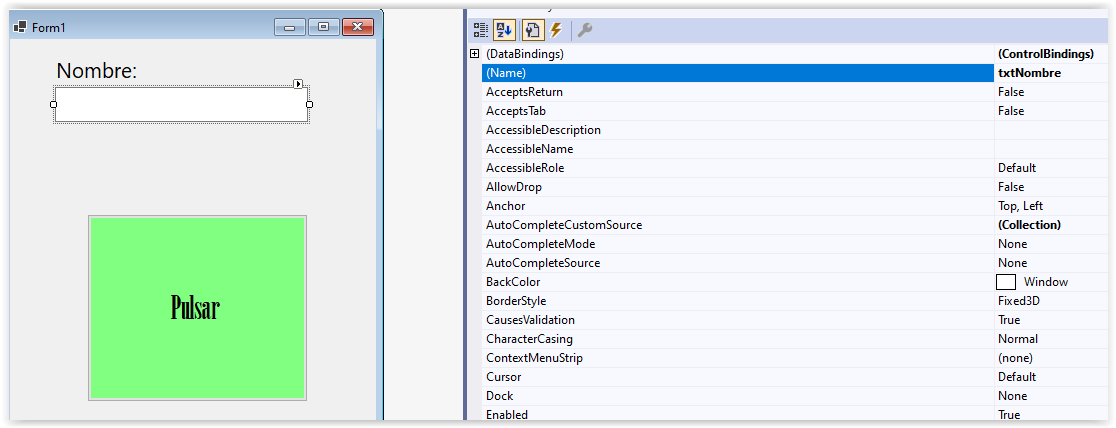 Form1
Nombre:
Pulsar
(DataBindings) (ControlBindings)
(Name) txtNombre
AcceptsReturn False
AcceptsTab False
AccessibleDescription
AccessibleName
AccessibleRole Default
AllowDrop False
Anchor Top, Left
AutoCompleteCustomSource (Collection)
AutoCompleteMode None
AutoCompleteSource None
BackColor Window
BorderStyle Fixed3D
CausesValidation True
CharacterCasing Normal
ContextMenuStrip (none)
Cursor Default
Dock None
Enabled True